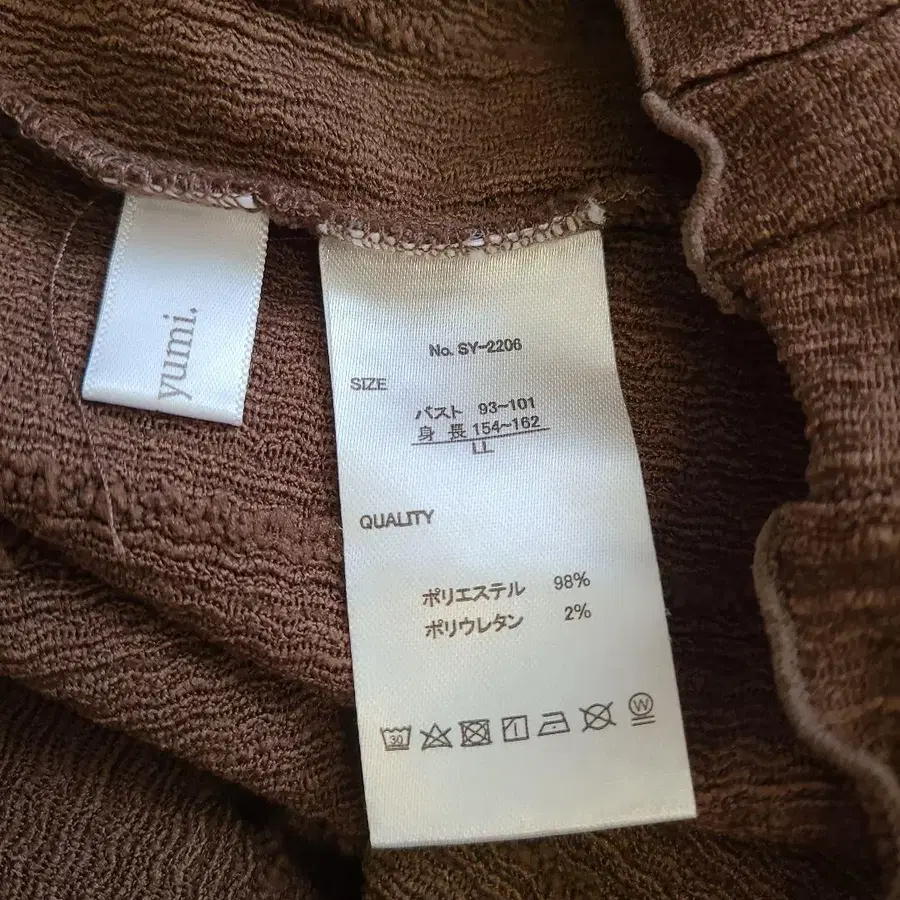 yumi.
No. SY-2206
SIZE
バスト 93~101
身 長 154~162
LL
QUALITY
ポリエステル 98%
ポリウレタン 2%
30
W